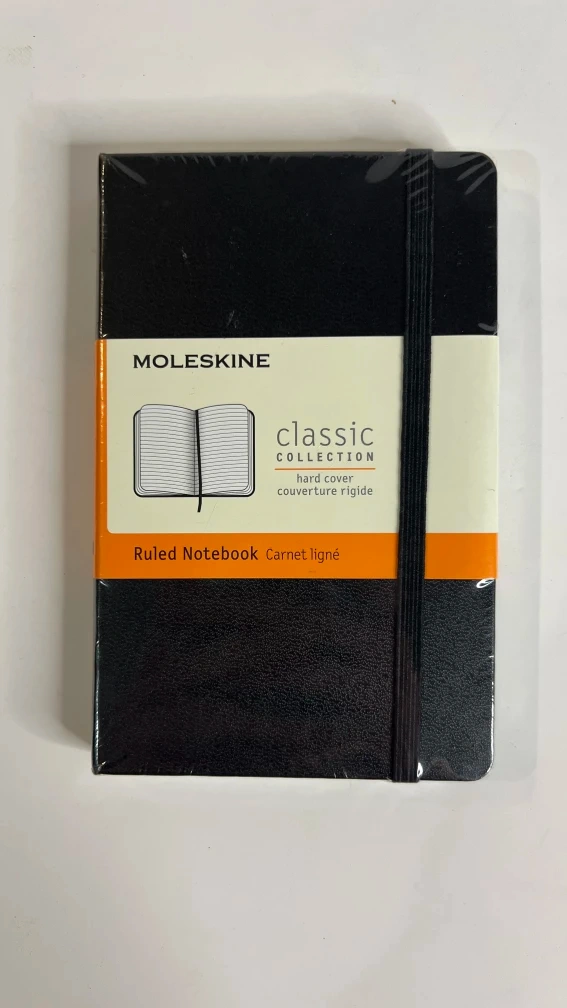 MOLESKINE
classic
COLLECTION
hard cover
couverture rigide
Ruled Notebook Carnet ligné